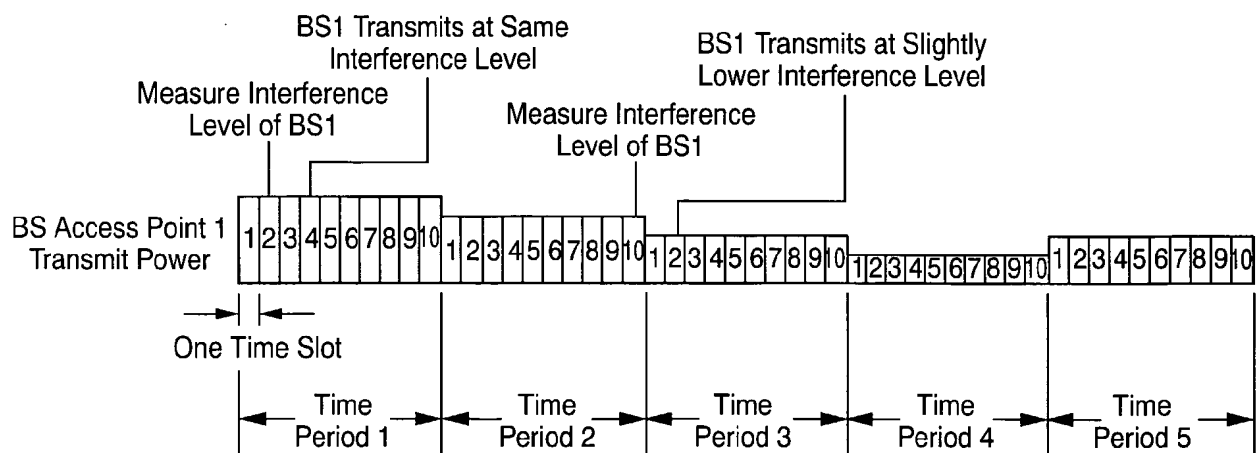 BS1 Transmits at Same
Interference Level
BS1 Transmits at Slightly
Lower Interference Level
Measure Interference
Level of BS1
Measure Interference
Level of BS1
BS Access Point 1
Transmit Power
1 2 3 4 5 6 7 8 9 10
1 2 3 4 5 6 7 8 9 10
1 2 3 4 5 6 7 8 9 10
1 2 3 4 5 6 7 8 9 10
1 2 3 4 5 6 7 8 9 10
One Time Slot
Time
Period 1
Time
Period 2
Time
Period 3
Time
Period 4
Time
Period 5